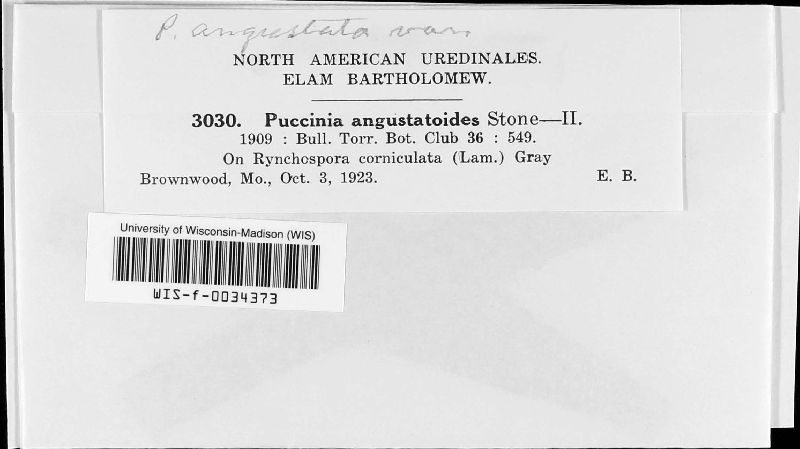 P. angustata var.
NORTH AMERICAN UREDINALES.
ELAM BARTHOLOMEW.
3030. Puccinia angustatoides Stone—II.
1909 : Bull. Torr. Bot. Club 36 : 549.
On Rynchospora corniculata (Lam.) Gray
Brownwood, Mo., Oct. 3, 1923. E. B.
University of Wisconsin-Madison (WIS)
WIS-f-0034373